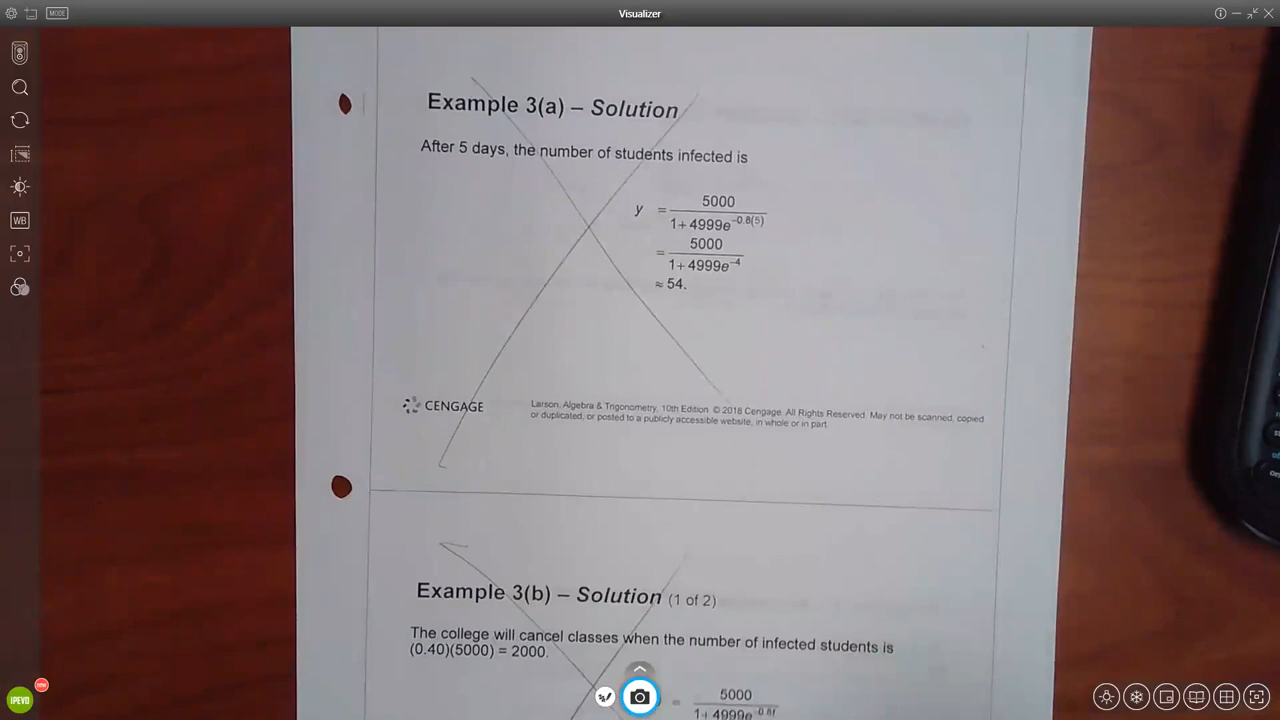 MODE
Visualizer
WB
Example 3(a) – Solution
After 5 days, the number of students infected is
y = 5000 / 1+4999e^−0.8(5)
= 5000 / 1+4999e^−4
≈ 54.
CENGAGE
Larson, Algebra & Trigonometry, 10th Edition. © 2018 Cengage. All Rights Reserved. May not be scanned, copied
or duplicated, or posted to a publicly accessible website, in whole or in part.
Example 3(b) – Solution (1 of 2)
The college will cancel classes when the number of infected students is
(0.40)(5000) = 2000.
= 5000 / 1+4999e^−0.8t
IPEVO
new